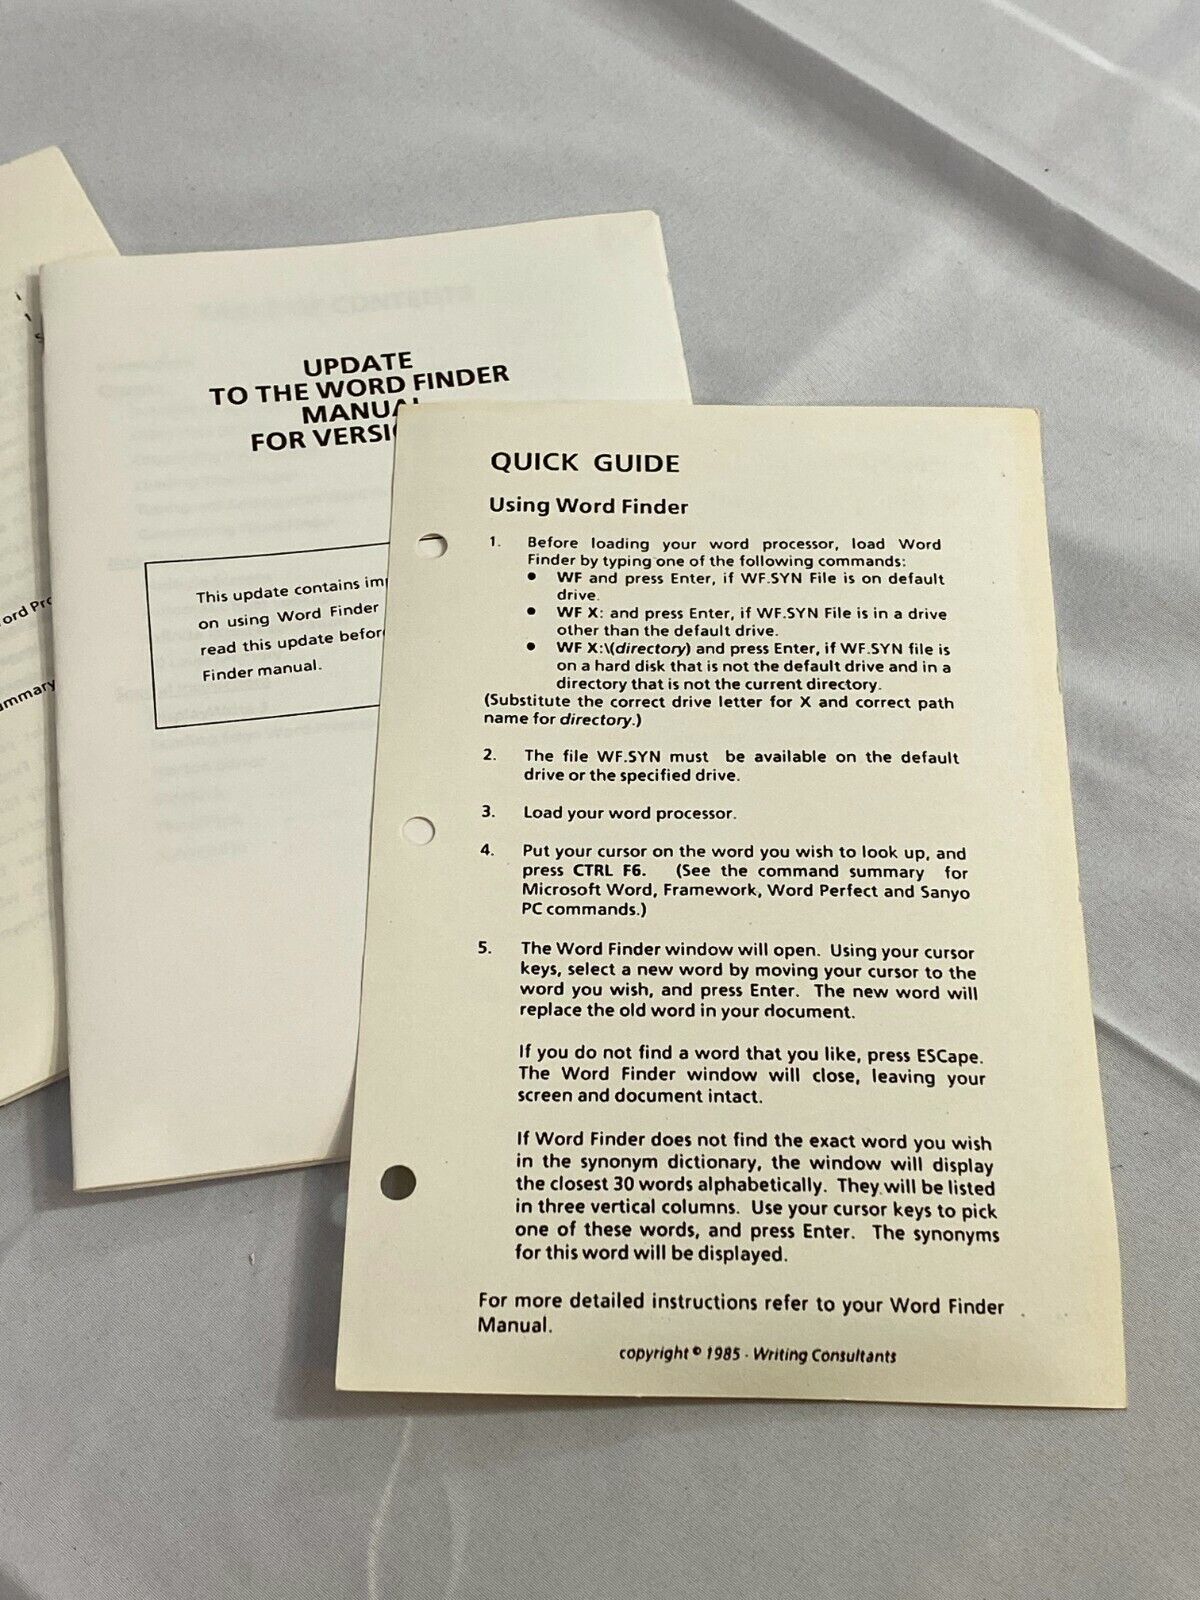 ord Pro
mmary
UPDATE
TO THE WORD FINDER
MANUAL
FOR VERSIO
This update contains imp
on using Word Finder
read this update before
Finder manual.
QUICK GUIDE
Using Word Finder
1. Before loading your word processor, load Word
Finder by typing one of the following commands:
• WF and press Enter, if WF.SYN File is on default
drive.
• WF X: and press Enter, if WF.SYN File is in a drive
other than the default drive.
• WF X:\(directory) and press Enter, if WF.SYN file is
on a hard disk that is not the default drive and in a
directory that is not the current directory.
(Substitute the correct drive letter for X and correct path
name for directory.)
2. The file WF.SYN must be available on the default
drive or the specified drive.
3. Load your word processor.
4. Put your cursor on the word you wish to look up, and
press CTRL F6. (See the command summary for
Microsoft Word, Framework, Word Perfect and Sanyo
PC commands.)
5. The Word Finder window will open. Using your cursor
keys, select a new word by moving your cursor to the
word you wish, and press Enter. The new word will
replace the old word in your document.
If you do not find a word that you like, press ESCape.
The Word Finder window will close, leaving your
screen and document intact.
If Word Finder does not find the exact word you wish
in the synonym dictionary, the window will display
the closest 30 words alphabetically. They will be listed
in three vertical columns. Use your cursor keys to pick
one of these words, and press Enter. The synonyms
for this word will be displayed.
For more detailed instructions refer to your Word Finder
Manual.
copyright © 1985 - Writing Consultants